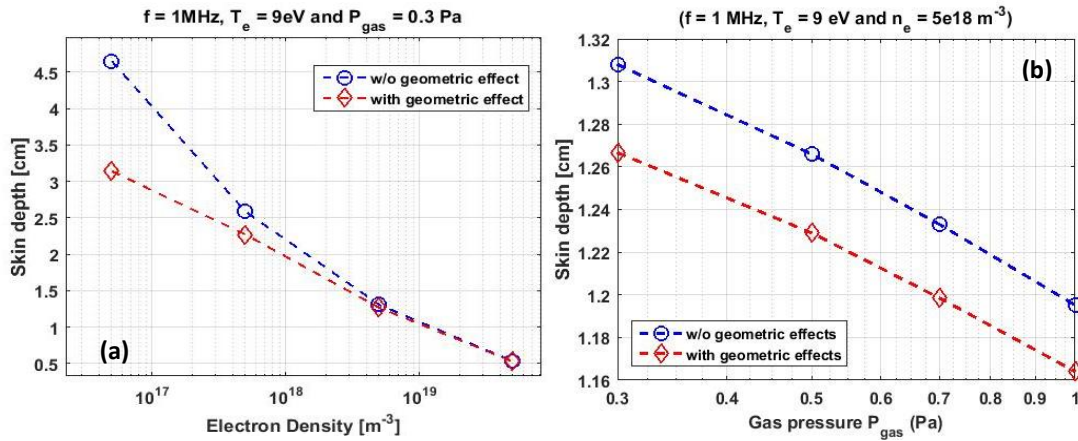 f = 1MHz, T_e = 9eV and P_gas = 0.3 Pa
Skin depth [cm]
4.5
4
3.5
3
2.5
2
1.5
1
0.5
w/o geometric effect
with geometric effect
(a)
10^17
10^18
10^19
Electron Density [m^-3]
(f = 1 MHz, T_e = 9 eV and n_e = 5e18 m^-3)
Skin depth [cm]
1.32
1.3
1.28
1.26
1.24
1.22
1.2
1.18
1.16
(b)
w/o geometric effects
with geometric effects
0.3
0.4
0.5
0.6
0.7
0.8
0.9
1
Gas pressure P_gas (Pa)